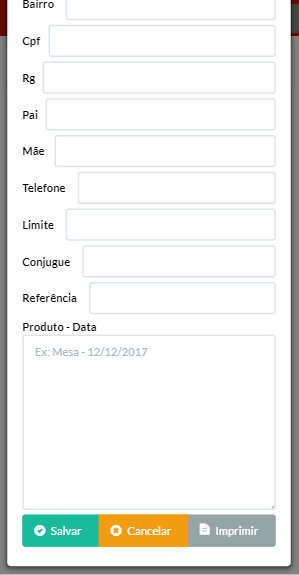 Bairro
Cpf
Rg
Pai
Mãe
Telefone
Limite
Conjugue
Referência
Produto - Data
Ex: Mesa - 12/12/2017
Salvar Cancelar Imprimir